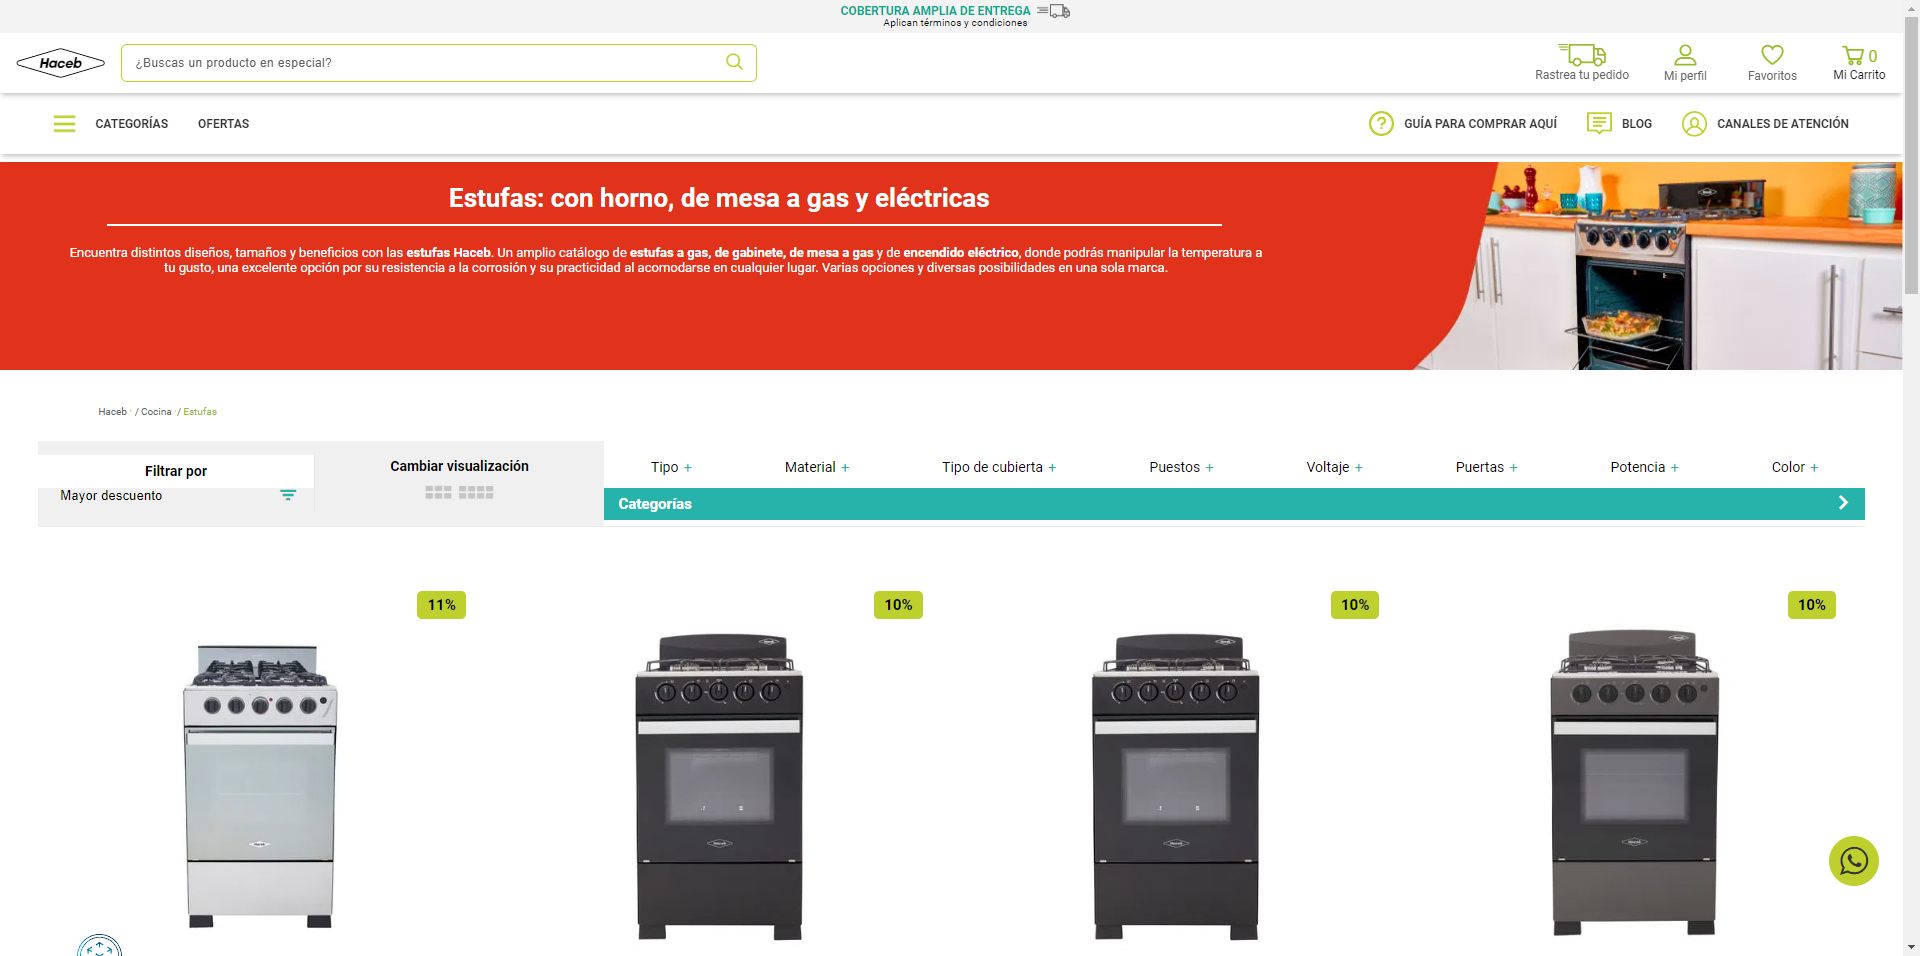 COBERTURA AMPLIA DE ENTREGA
Aplican términos y condiciones
Haceb
¿Buscas un producto en especial?
Rastrea tu pedido
Mi perfil
Favoritos
0
Mi Carrito
CATEGORÍAS
OFERTAS
GUÍA PARA COMPRAR AQUÍ
BLOG
CANALES DE ATENCIÓN
Estufas: con horno, de mesa a gas y eléctricas
Encuentra distintos diseños, tamaños y beneficios con las estufas Haceb. Un amplio catálogo de estufas a gas, de gabinete, de mesa a gas y de encendido eléctrico, donde podrás manipular la temperatura a
tu gusto, una excelente opción por su resistencia a la corrosión y su practicidad al acomodarse en cualquier lugar. Varias opciones y diversas posibilidades en una sola marca.
Haceb / Cocina / Estufas
Filtrar por
Mayor descuento
Cambiar visualización
Tipo +
Material +
Tipo de cubierta +
Puestos +
Voltaje +
Puertas +
Potencia +
Color +
Categorías
11%
10%
10%
10%
Haceb
Haceb
Haceb
Haceb